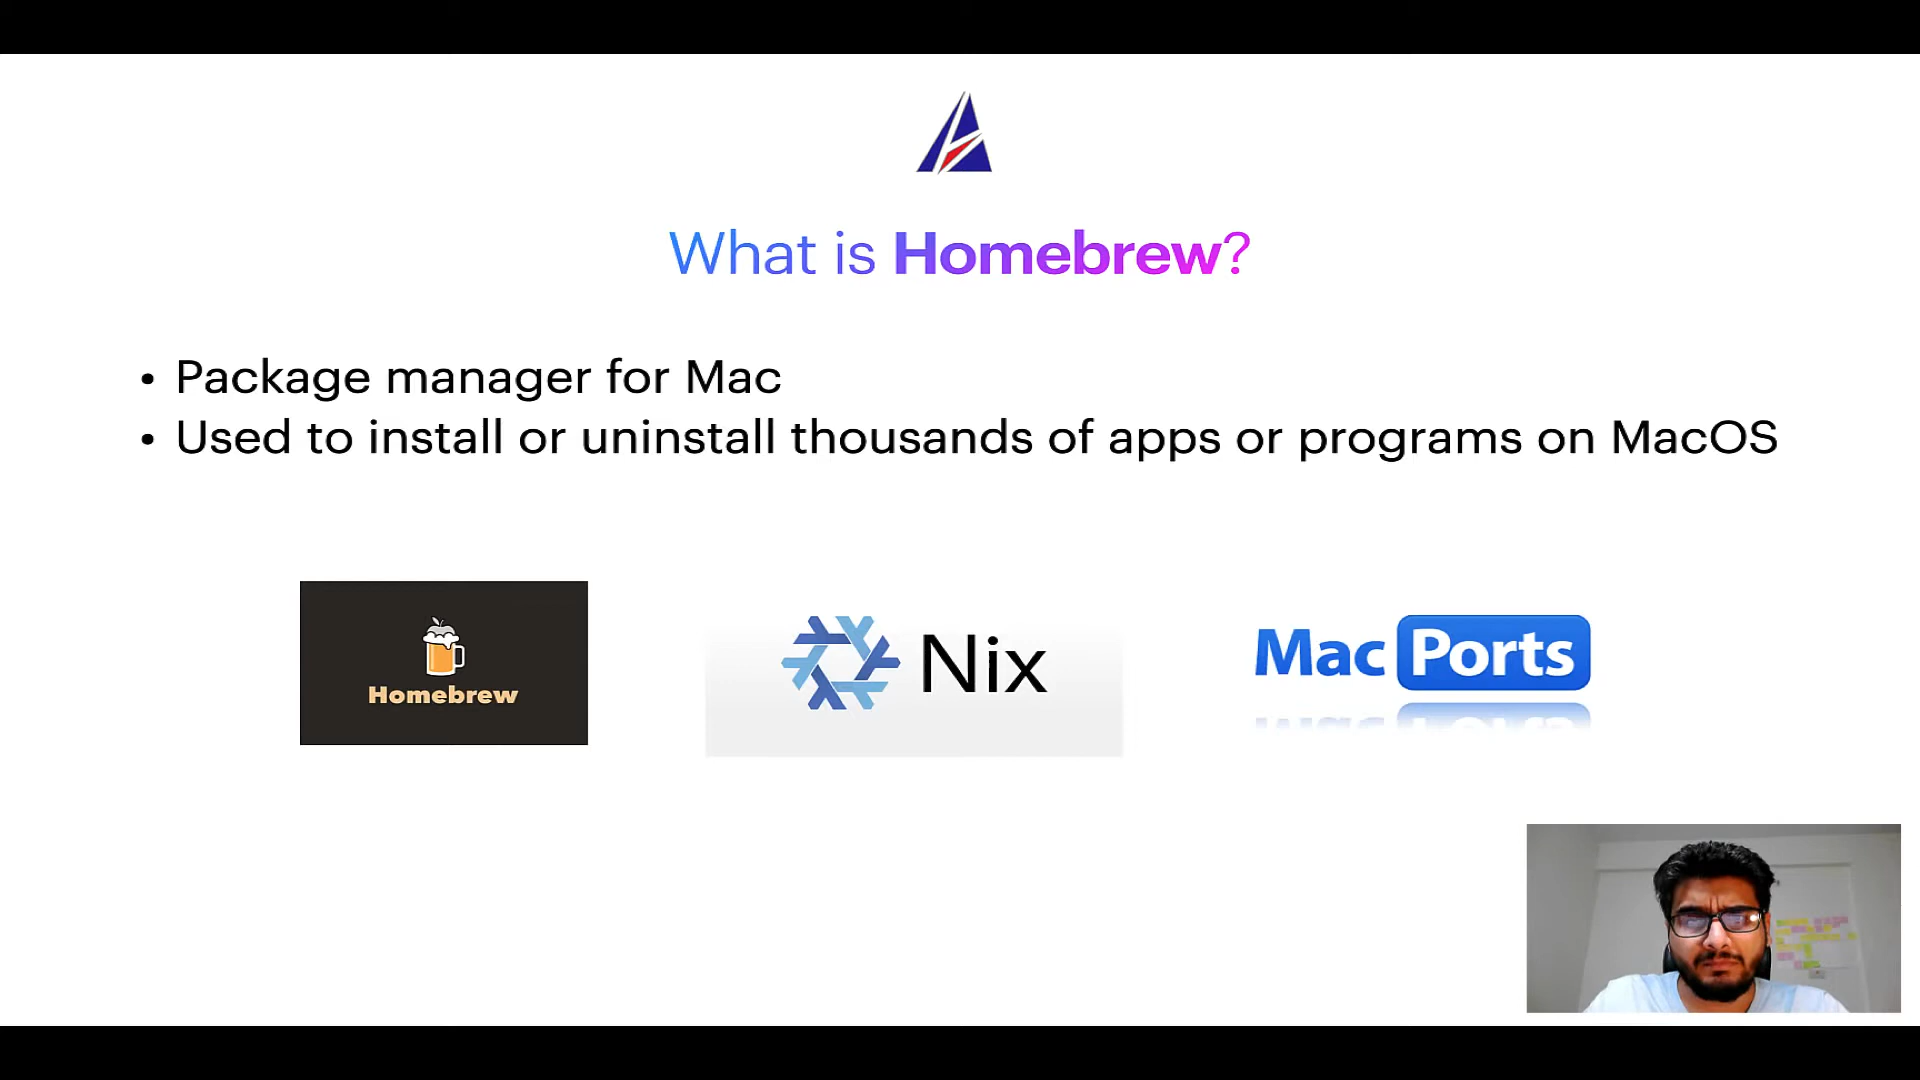 What is Homebrew?
• Package manager for Mac
• Used to install or uninstall thousands of apps or programs on MacOS
Homebrew
Nix
Mac Ports